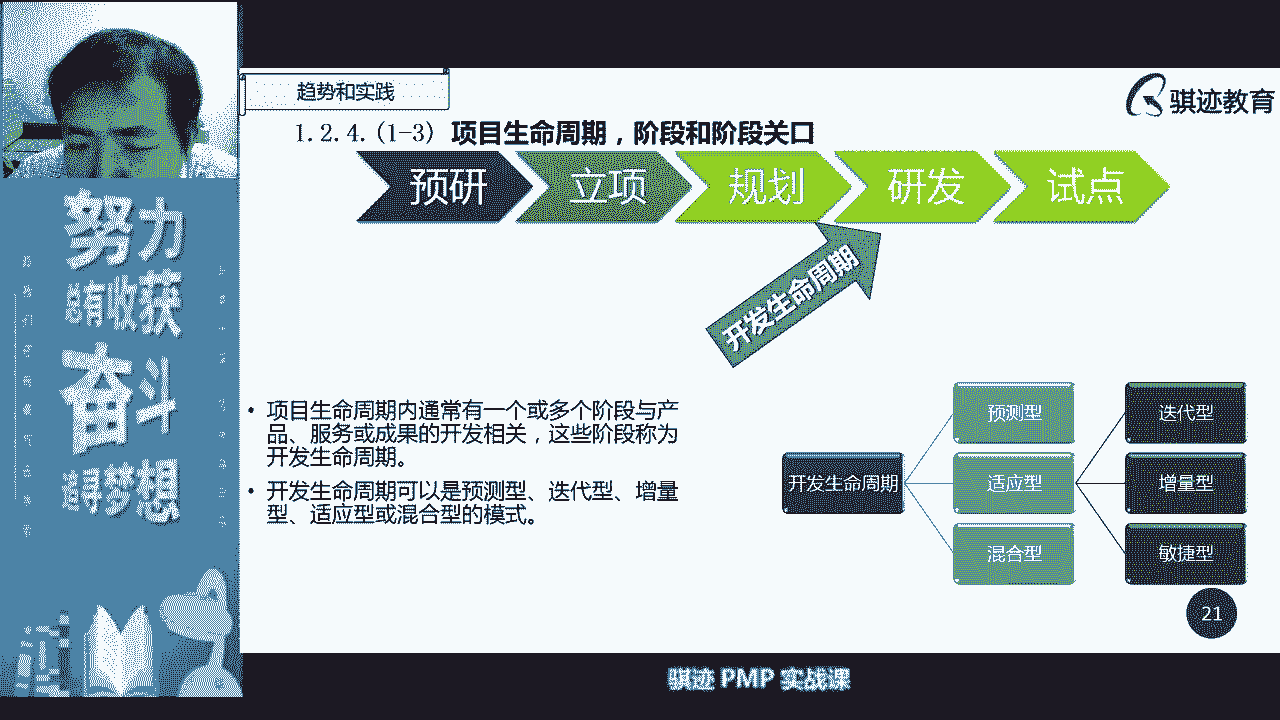 趋势和实践
骐迹教育
1.2.4.(1-3) 项目生命周期，阶段和阶段关口
预研
立项
规划
研发
试点
开发生命周期
• 项目生命周期内通常有一个或多个阶段与产
品、服务或成果的开发相关，这些阶段称为
开发生命周期。
• 开发生命周期可以是预测型、迭代型、增量
型、适应型或混合型的模式。
开发生命周期
预测型
适应型
混合型
迭代型
增量型
敏捷型
21
努力
总有收获
奋斗
追寻梦想
骐迹 PMP 实战课